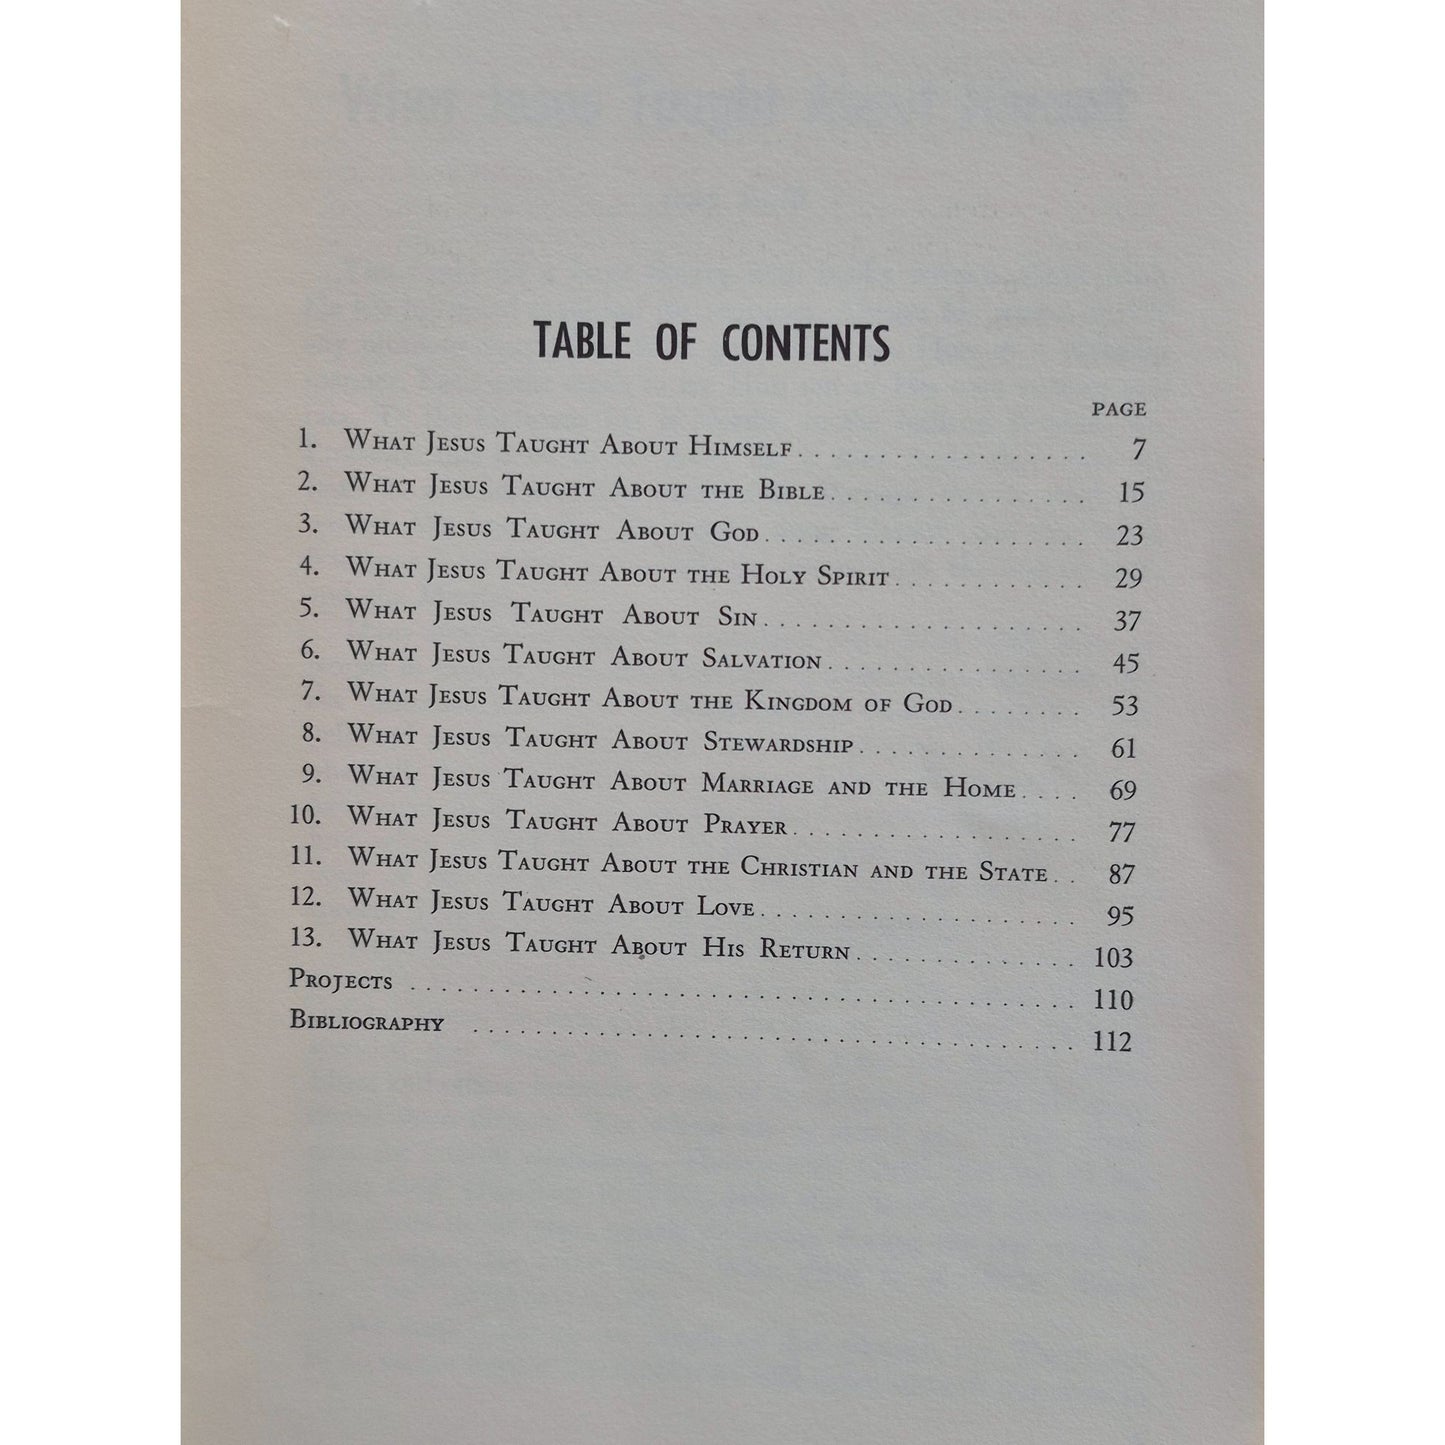 TABLE OF CONTENTS
PAGE
1. What Jesus Taught About Himself. . . . . . . . . . . . . . . . . . . 7
2. What Jesus Taught About the Bible. . . . . . . . . . . . . . . . . 15
3. What Jesus Taught About God. . . . . . . . . . . . . . . . . . . . . 23
4. What Jesus Taught About the Holy Spirit. . . . . . . . . . . . 29
5. What Jesus Taught About Sin. . . . . . . . . . . . . . . . . . . . . 37
6. What Jesus Taught About Salvation. . . . . . . . . . . . . . . . 45
7. What Jesus Taught About the Kingdom of God. . . . . . . . 53
8. What Jesus Taught About Stewardship. . . . . . . . . . . . . . 61
9. What Jesus Taught About Marriage and the Home. . . . 69
10. What Jesus Taught About Prayer. . . . . . . . . . . . . . . . . . 77
11. What Jesus Taught About the Christian and the State. . 87
12. What Jesus Taught About Love. . . . . . . . . . . . . . . . . . . . 95
13. What Jesus Taught About His Return. . . . . . . . . . . . . . 103
Projects . . . . . . . . . . . . . . . . . . . . . . . . . . . . . . . . . . . . . . . . . . 110
Bibliography . . . . . . . . . . . . . . . . . . . . . . . . . . . . . . . . . . . . . . 112